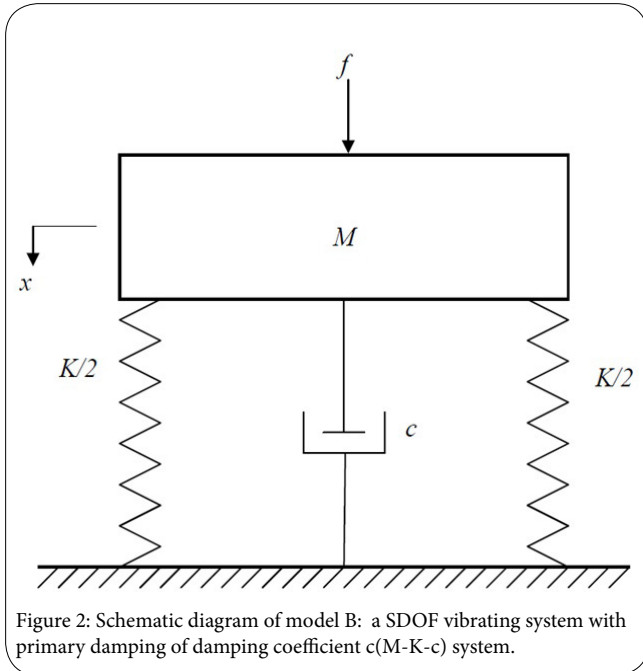 f
M
x
K/2
K/2
c
Figure 2: Schematic diagram of model B: a SDOF vibrating system with
primary damping of damping coefficient c(M-K-c) system.